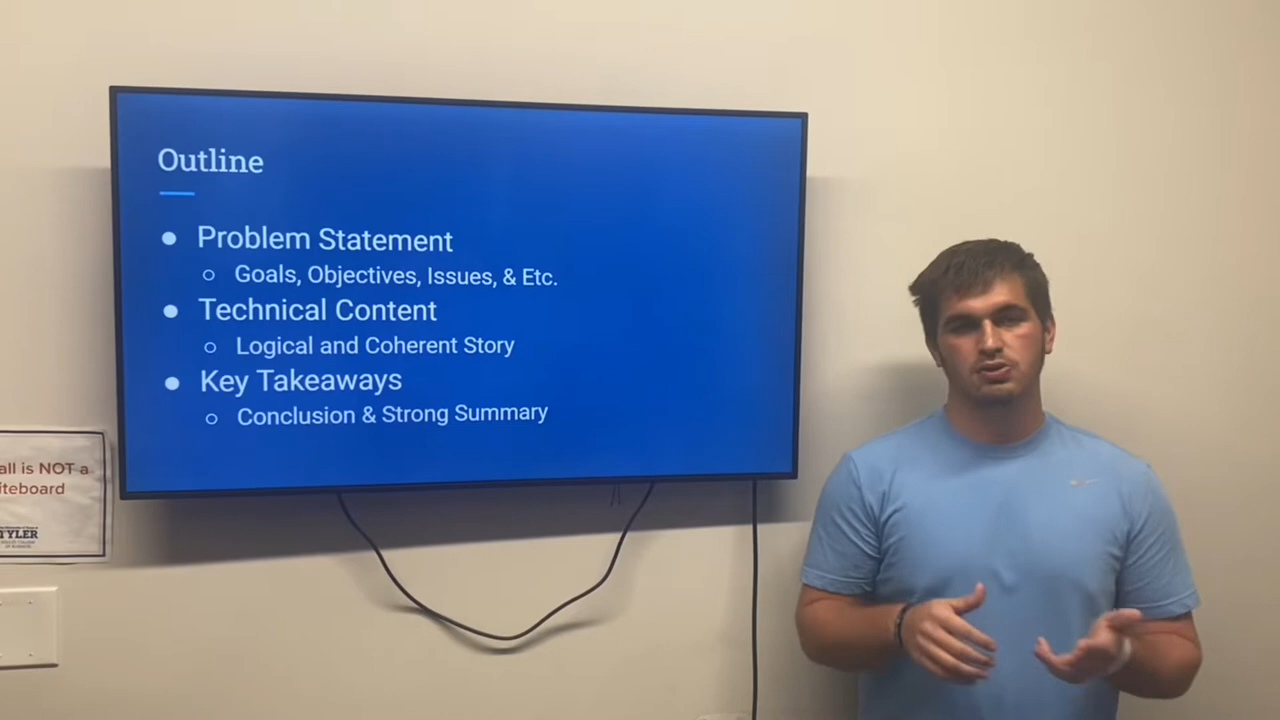 Outline
Problem Statement
Goals, Objectives, Issues, & Etc.
Technical Content
Logical and Coherent Story
Key Takeaways
Conclusion & Strong Summary
all is NOT a
iteboard
TYLER